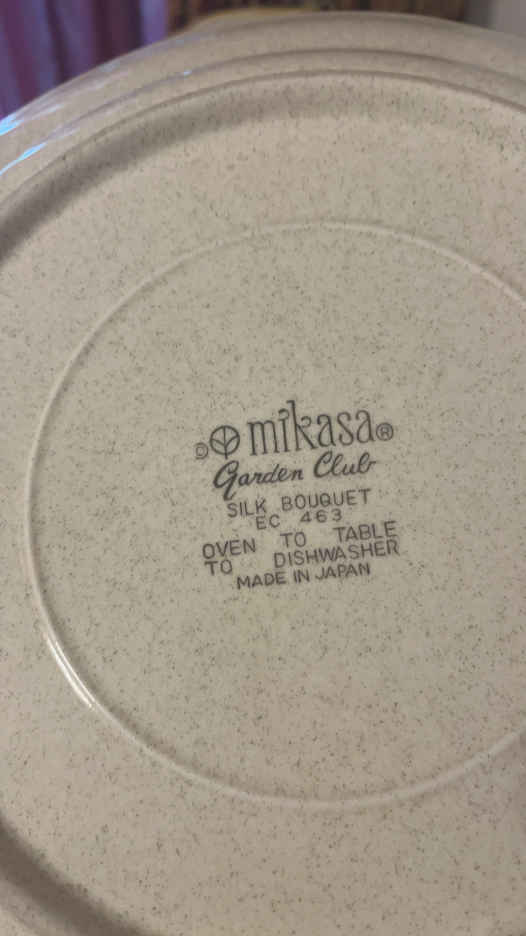 © mikasa®
Garden Club
SILK BOUQUET
EC 463
OVEN TO TABLE
TO DISHWASHER
MADE IN JAPAN